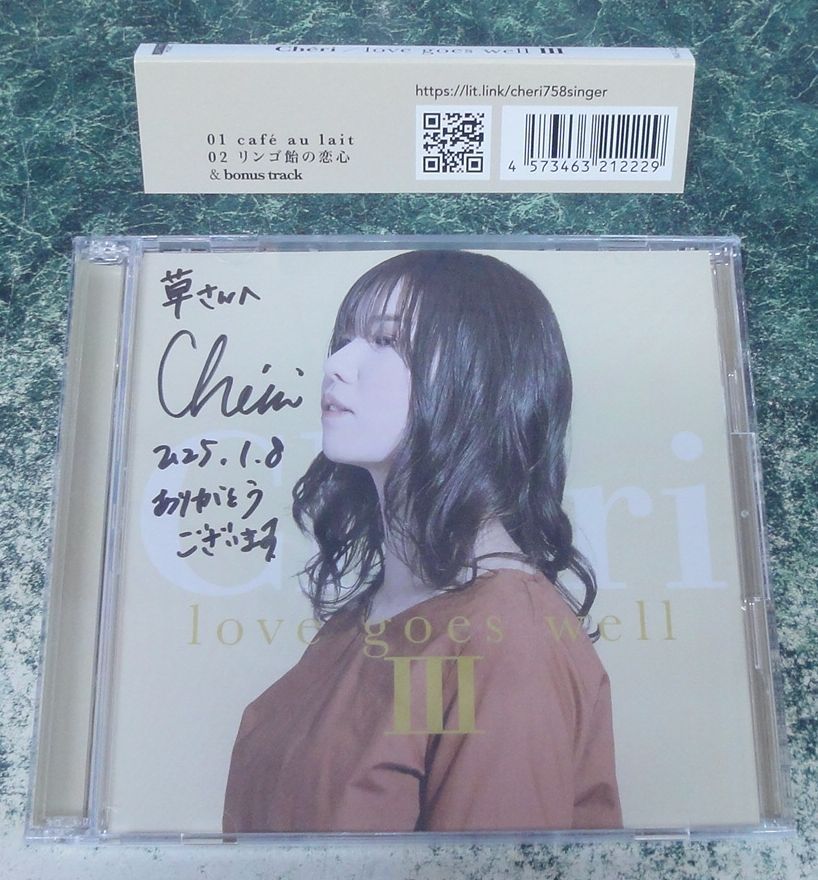 Chéri / love goes well III
https://lit.link/cheri758singer
01 café au lait
02 リンゴ飴の恋心
& bonus track
4 573463 212229
草さんへ
Chéri
2025.1.8
ありがとう
ございます
Chéri
love goes well
III